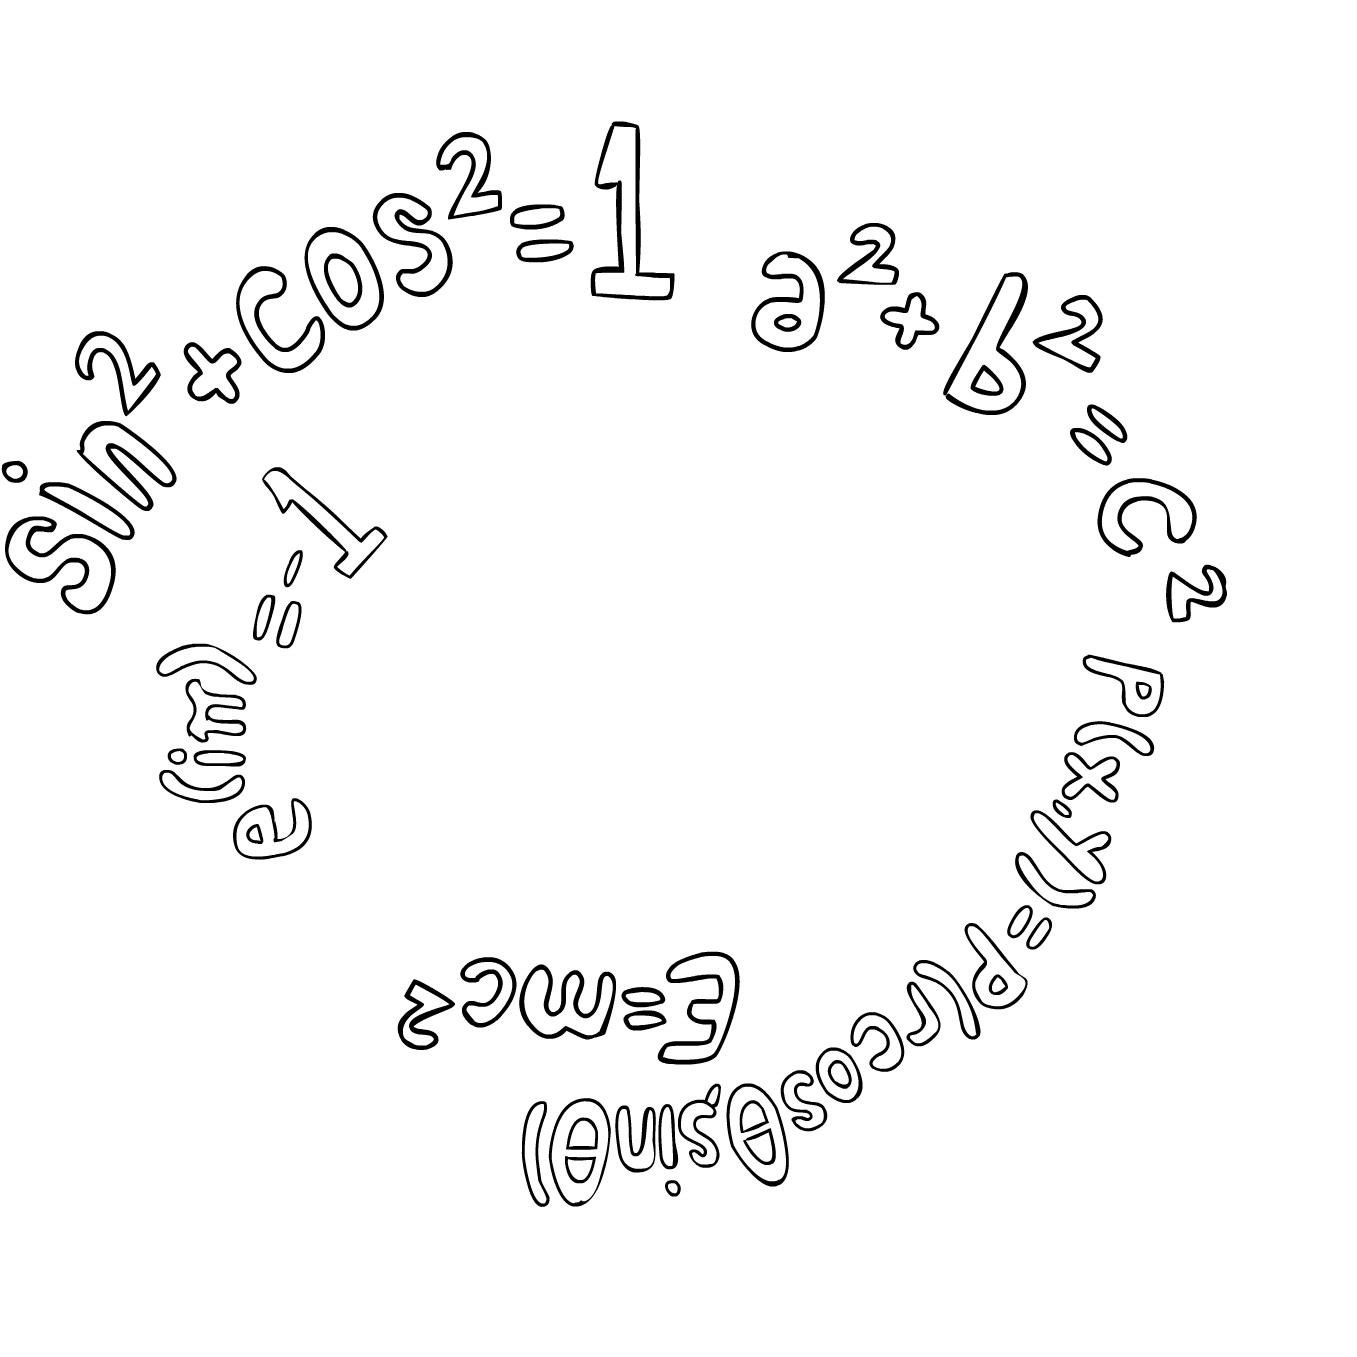 sin²+cos²=1
a²+b²=c²
P(x,y)=P(rcosθ,sinθ)
E=mc²
e(iπ)=-1